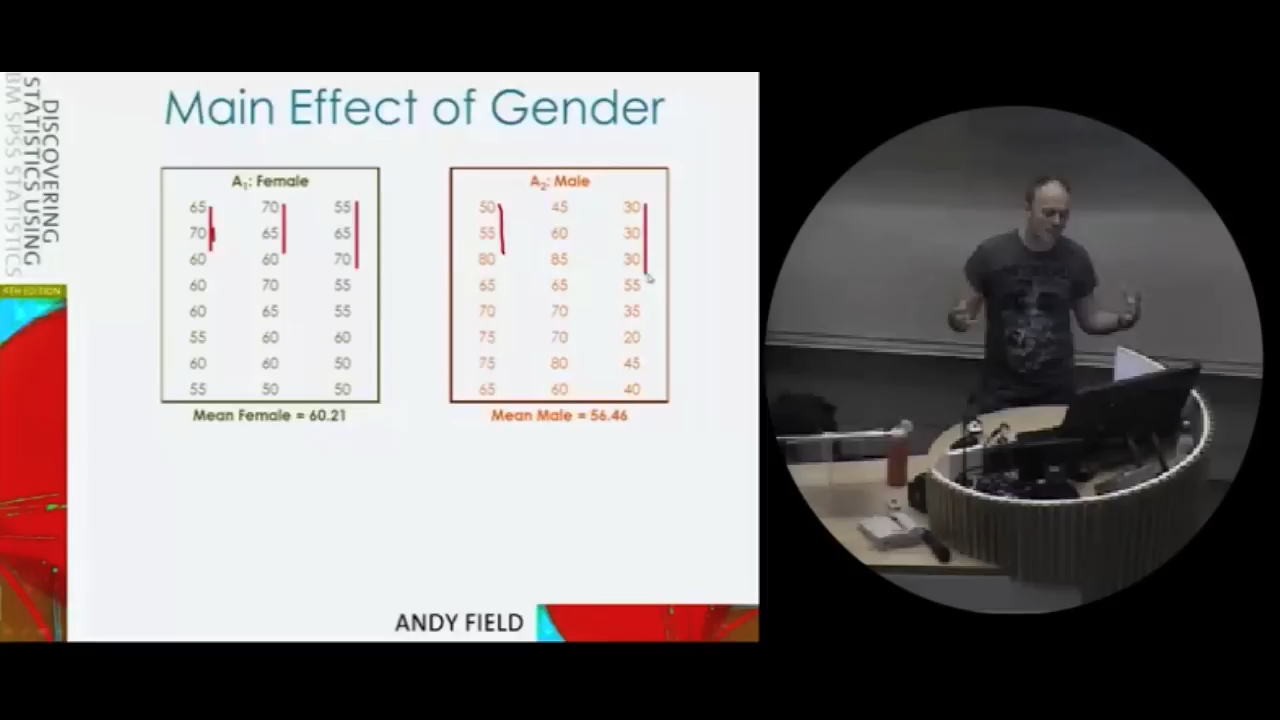 DISCOVERING
STATISTICS USING
IBM SPSS STATISTICS
4TH EDITION
Main Effect of Gender
A1: Female
65 70 55
70 65 65
60 60 70
60 70 55
60 65 55
55 60 60
60 60 50
55 50 50
Mean Female = 60.21
A2: Male
50 45 30
55 60 30
80 85 30
65 65 55
70 70 35
75 70 20
75 80 45
65 60 40
Mean Male = 56.46
ANDY FIELD